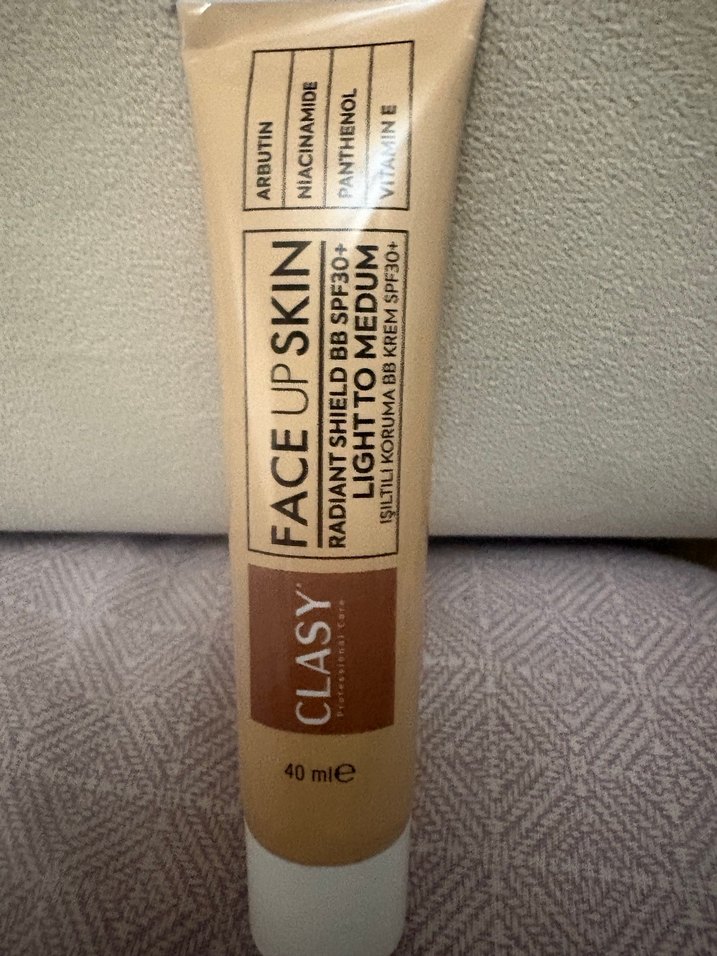 ARBUTIN
NIACINAMIDE
PANTHENOL
VITAMIN E
FACE UP SKIN
RADIANT SHIELD BB SPF30+
LIGHT TO MEDUM
IŞILTILI KORUMA BB KREM SPF30+
CLASY
Professional Care
40 ml℮